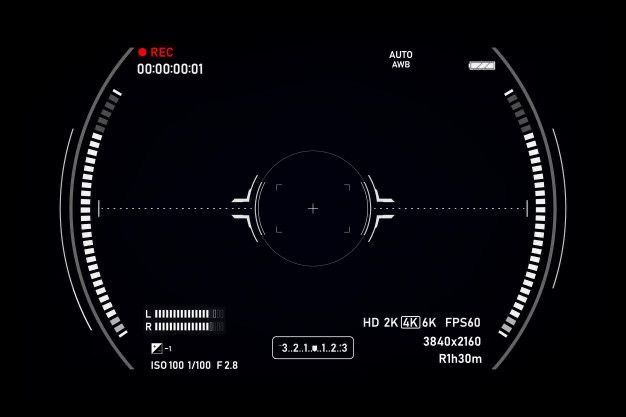 REC
00:00:00:01
AUTO
AWB
L
R
-1
ISO100 1/100 F2.8
-3..2..1..■..1..2..:3
HD 2K 4K 6K FPS60
3840x2160
R1h30m